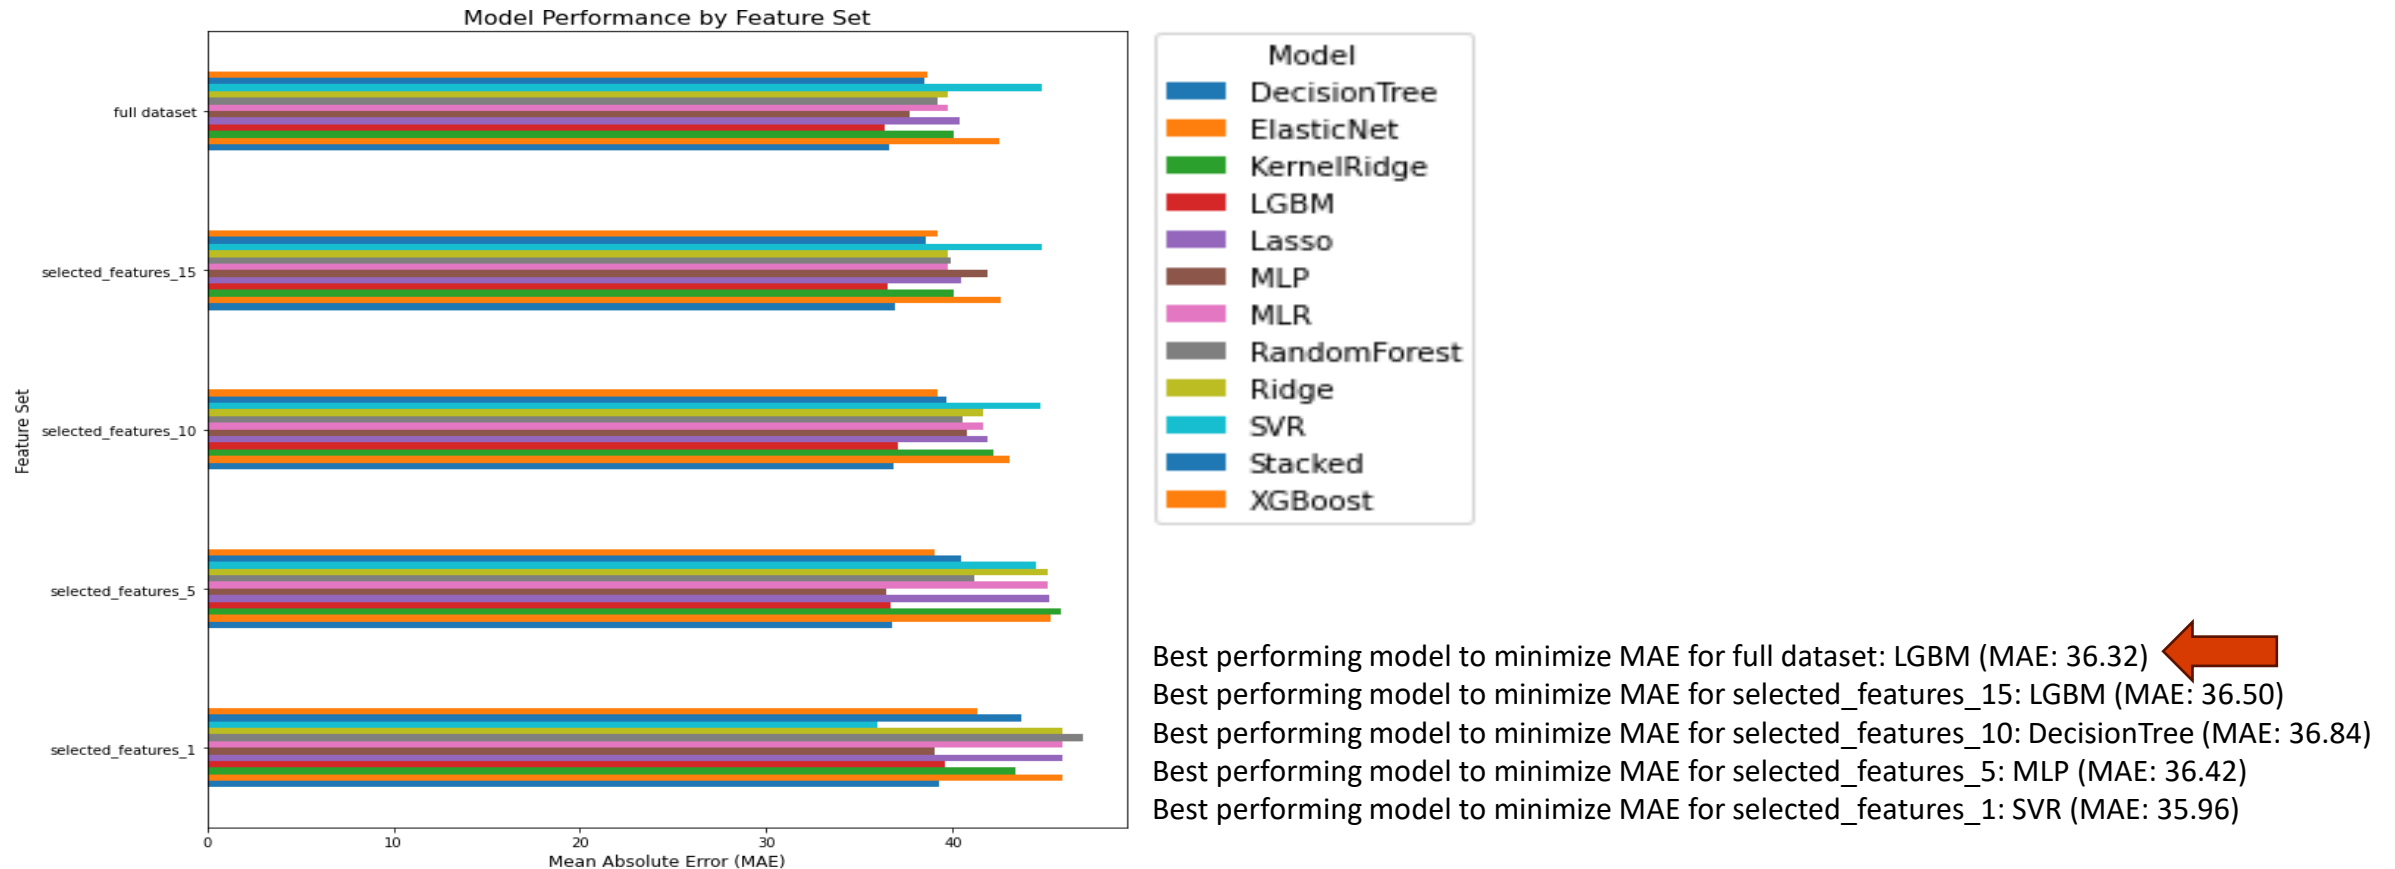 Model Performance by Feature Set
Feature Set
full dataset
selected_features_15
selected_features_10
selected_features_5
selected_features_1
0 10 20 30 40
Mean Absolute Error (MAE)
Model
DecisionTree
ElasticNet
KernelRidge
LGBM
Lasso
MLP
MLR
RandomForest
Ridge
SVR
Stacked
XGBoost
Best performing model to minimize MAE for full dataset: LGBM (MAE: 36.32)
Best performing model to minimize MAE for selected_features_15: LGBM (MAE: 36.50)
Best performing model to minimize MAE for selected_features_10: DecisionTree (MAE: 36.84)
Best performing model to minimize MAE for selected_features_5: MLP (MAE: 36.42)
Best performing model to minimize MAE for selected_features_1: SVR (MAE: 35.96)